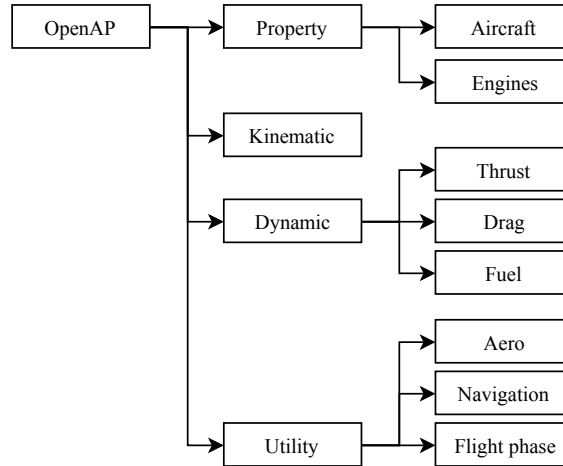 OpenAP
Property
Aircraft
Engines
Kinematic
Thrust
Dynamic
Drag
Fuel
Aero
Navigation
Utility
Flight phase